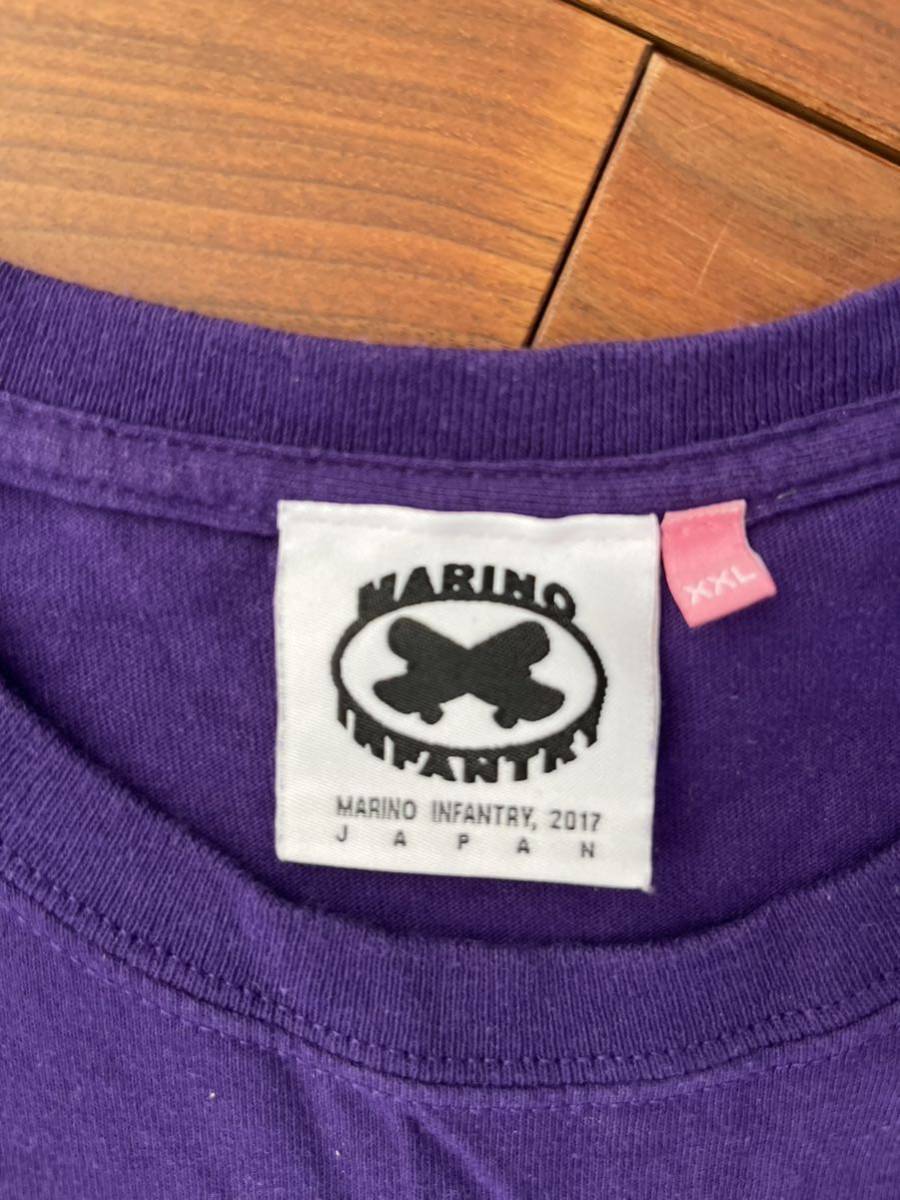 MARINO
INFANTRY
MARINO INFANTRY, 2017
JAPAN
XXL